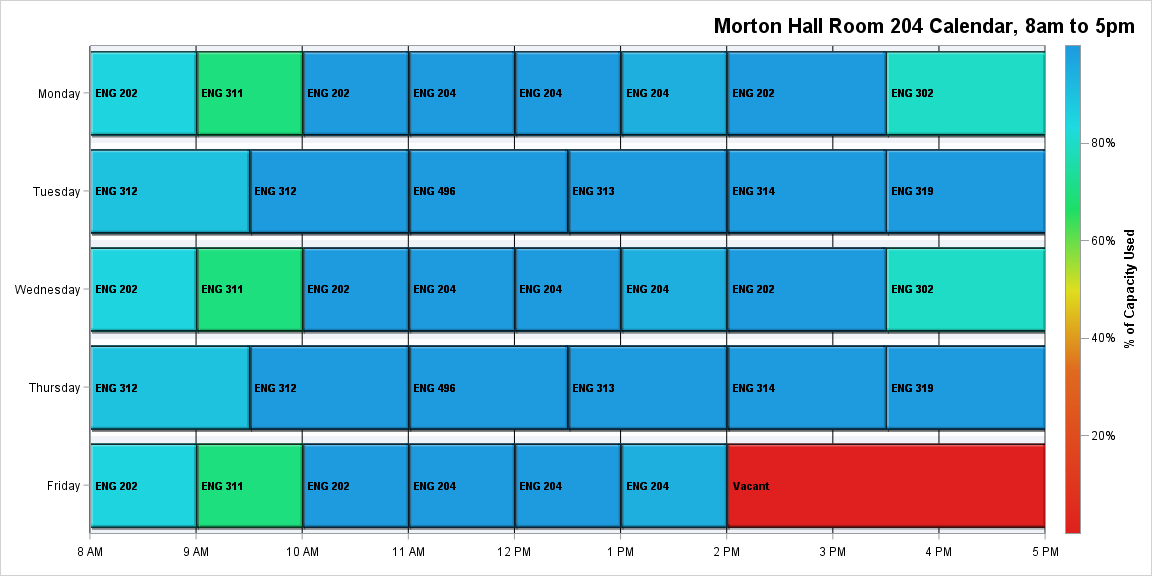 Morton Hall Room 204 Calendar, 8am to 5pm
Monday
ENG 202
ENG 311
ENG 202
ENG 204
ENG 204
ENG 204
ENG 202
ENG 302
Tuesday
ENG 312
ENG 312
ENG 496
ENG 313
ENG 314
ENG 319
Wednesday
ENG 202
ENG 311
ENG 202
ENG 204
ENG 204
ENG 204
ENG 202
ENG 302
Thursday
ENG 312
ENG 312
ENG 496
ENG 313
ENG 314
ENG 319
Friday
ENG 202
ENG 311
ENG 202
ENG 204
ENG 204
ENG 204
Vacant
8 AM
9 AM
10 AM
11 AM
12 PM
1 PM
2 PM
3 PM
4 PM
5 PM
80%
60%
40%
20%
% of Capacity Used